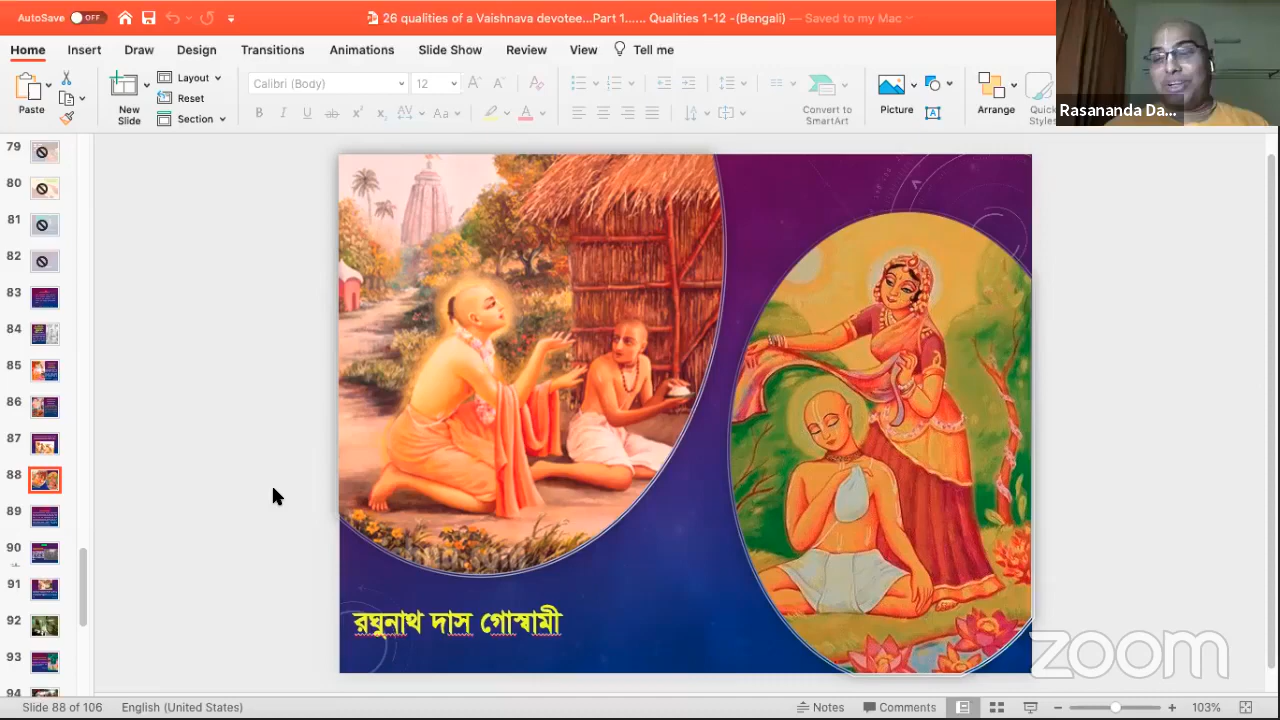 AutoSave OFF
26 qualities of a Vaishnava devotee...Part 1...... Qualities 1-12 -(Bengali) — Saved to my Mac
Home Insert Draw Design Transitions Animations Slide Show Review View Tell me
Paste
New Slide
Layout
Reset
Section
Calibri (Body) 12
Convert to SmartArt
Picture
Arrange
Quick Styles
Rasananda Da...
79
80
81
82
83
84
85
86
87
88
89
90
91
92
93
94
রঘুনাথ দাস গোস্বামী
zoom
Slide 88 of 106 English (United States) Notes Comments 103%